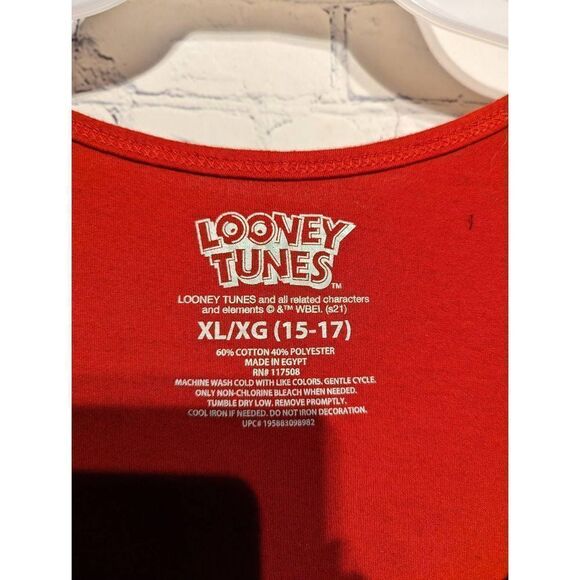 LOONEY
TUNES™
LOONEY TUNES and all related characters
and elements © &™ WBEI. (s21)
XL/XG (15-17)
60% COTTON 40% POLYESTER
MADE IN EGYPT
RN# 117508
MACHINE WASH COLD WITH LIKE COLORS. GENTLE CYCLE.
ONLY NON-CHLORINE BLEACH WHEN NEEDED.
TUMBLE DRY LOW. REMOVE PROMPTLY.
COOL IRON IF NEEDED. DO NOT IRON DECORATION.
UPC# 195883098982